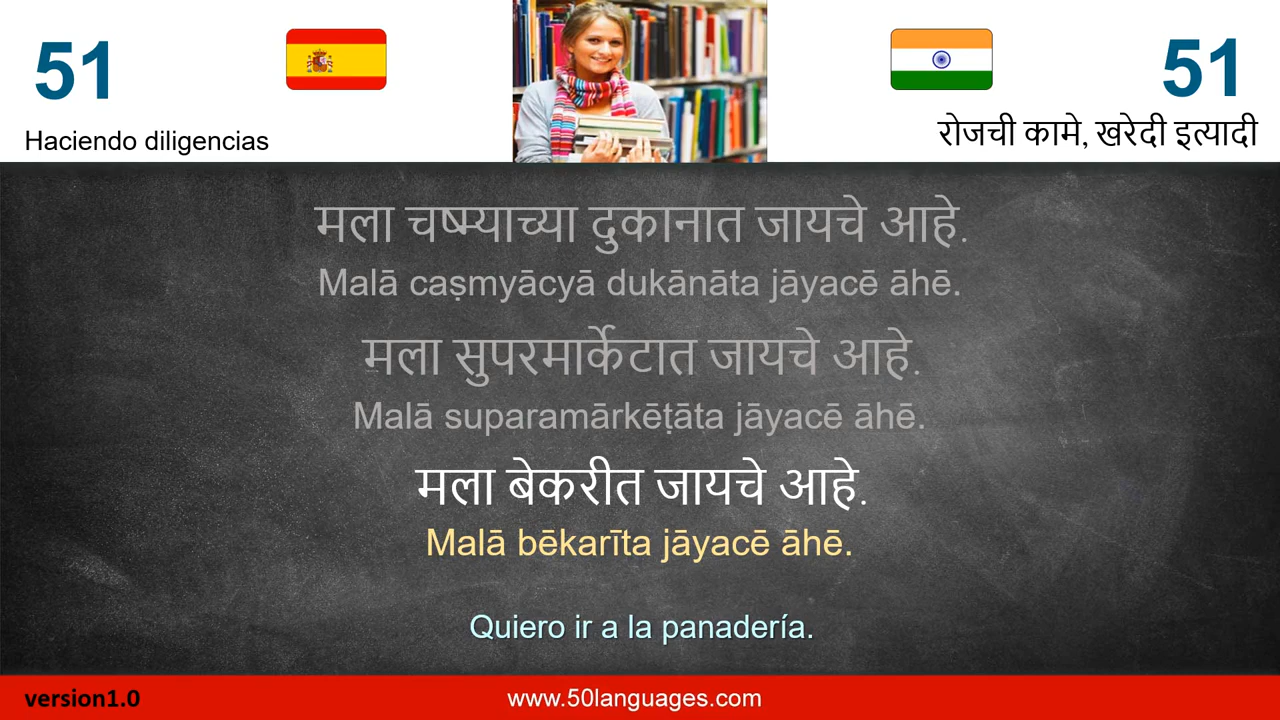 51
51
Haciendo diligencias
रोजची कामे, खरेदी इत्यादी
मला चष्म्याच्या दुकानात जायचे आहे.
Malā caṣmyācyā dukānāta jāyacē āhē.
मला सुपरमार्केटात जायचे आहे.
Malā suparamārkēṭāta jāyacē āhē.
मला बेकरीत जायचे आहे.
Malā bēkarīta jāyacē āhē.
Quiero ir a la panadería.
version1.0
www.50languages.com